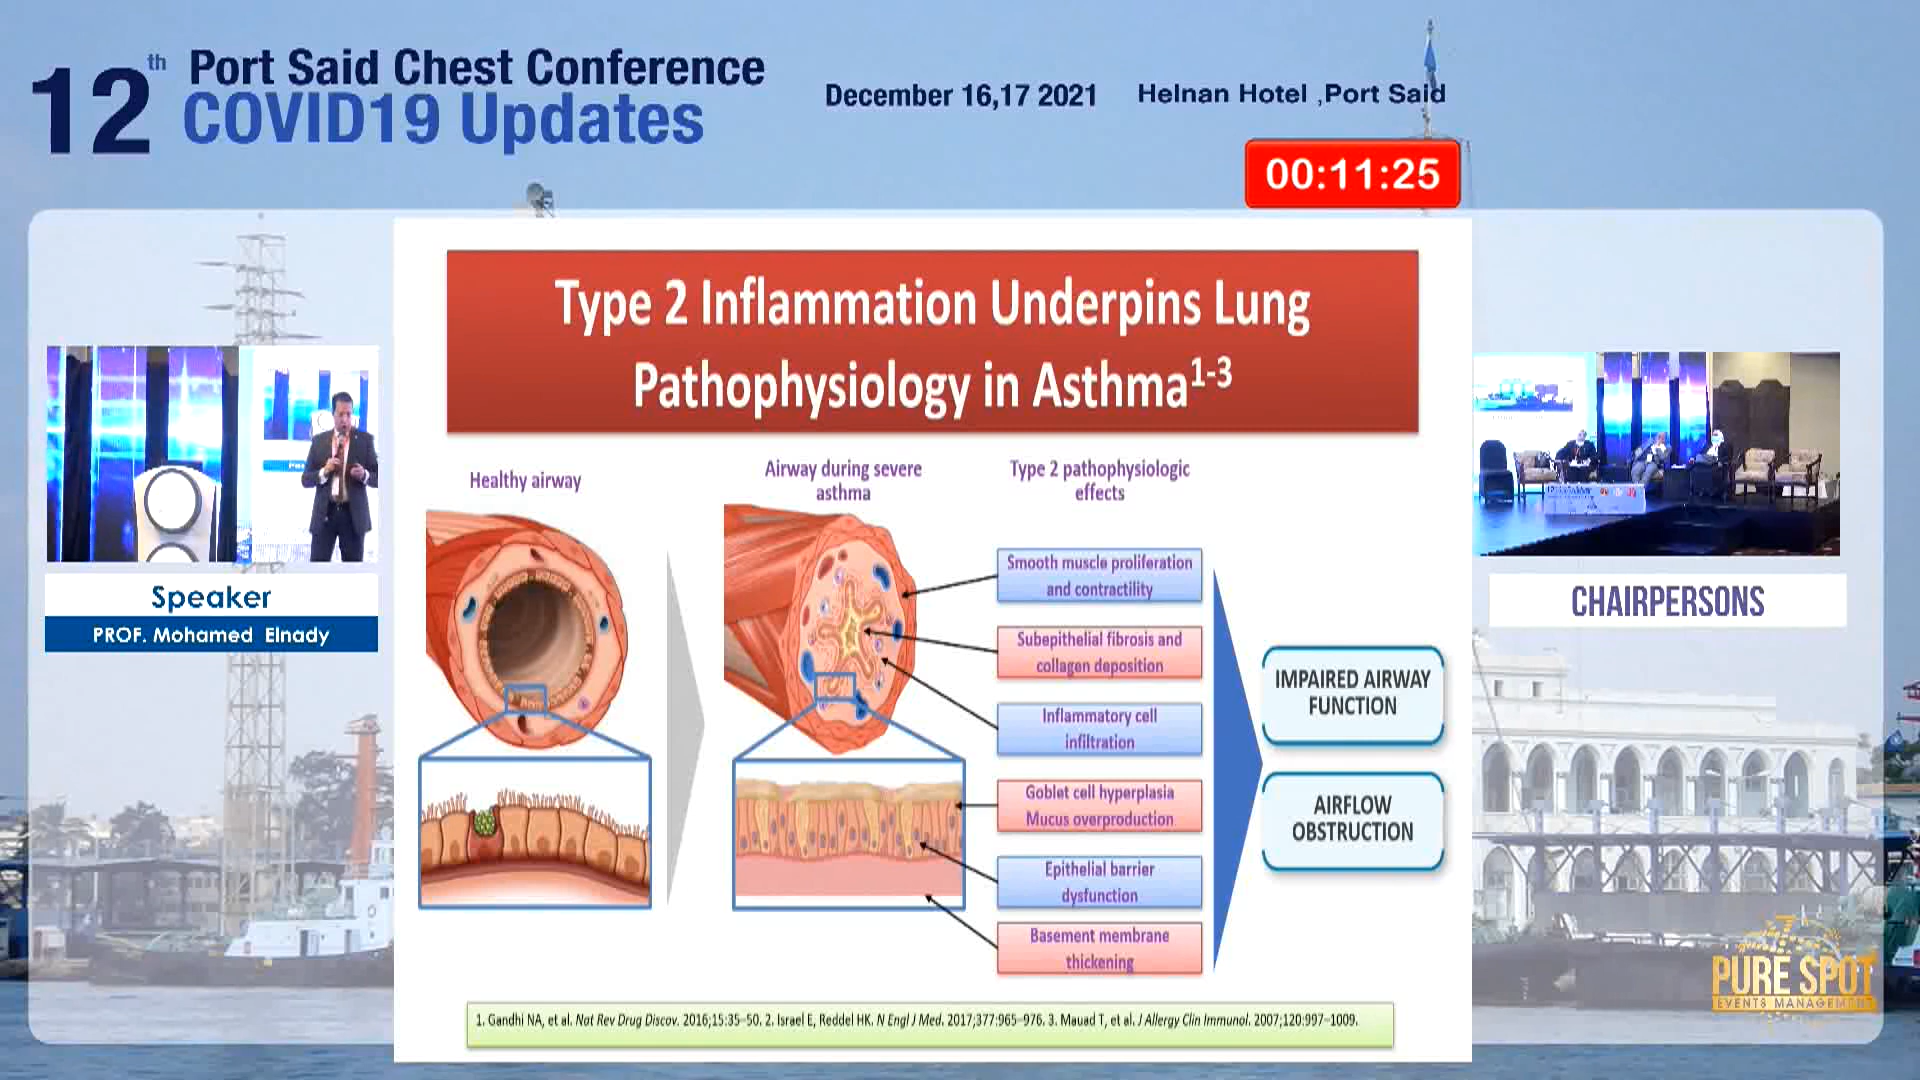 12th Port Said Chest Conference
COVID19 Updates
December 16,17 2021
Helnan Hotel ,Port Said
00:11:25
Type 2 Inflammation Underpins Lung
Pathophysiology in Asthma1-3
Healthy airway
Airway during severe
asthma
Type 2 pathophysiologic
effects
Smooth muscle proliferation
and contractility
Subepithelial fibrosis and
collagen deposition
Inflammatory cell
infiltration
Goblet cell hyperplasia
Mucus overproduction
Epithelial barrier
dysfunction
Basement membrane
thickening
IMPAIRED AIRWAY
FUNCTION
AIRFLOW
OBSTRUCTION
1. Gandhi NA, et al. Nat Rev Drug Discov. 2016;15:35–50. 2. Israel E, Reddel HK. N Engl J Med. 2017;377:965–976. 3. Mauad T, et al. J Allergy Clin Immunol. 2007;120:997–1009.
Speaker
PROF. Mohamed Elnady
CHAIRPERSONS
PURE SPOT
EVENTS MANAGEMENT